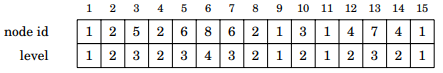 1 2 3 4 5 6 7 8 9 10 11 12 13 14 15
node id 1 2 5 2 6 8 6 2 1 3 1 4 7 4 1
level 1 2 3 2 3 4 3 2 1 2 1 2 3 2 1